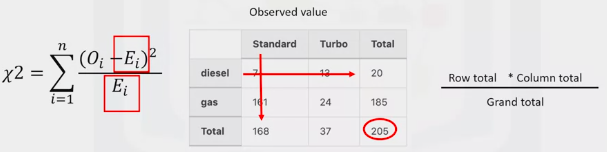 Observed value
χ2 = n ∑ i=1 (Oᵢ −Eᵢ)² / Eᵢ
Standard Turbo Total
diesel 7 13 20
gas 161 24 185
Total 168 37 205
Row total * Column total
Grand total